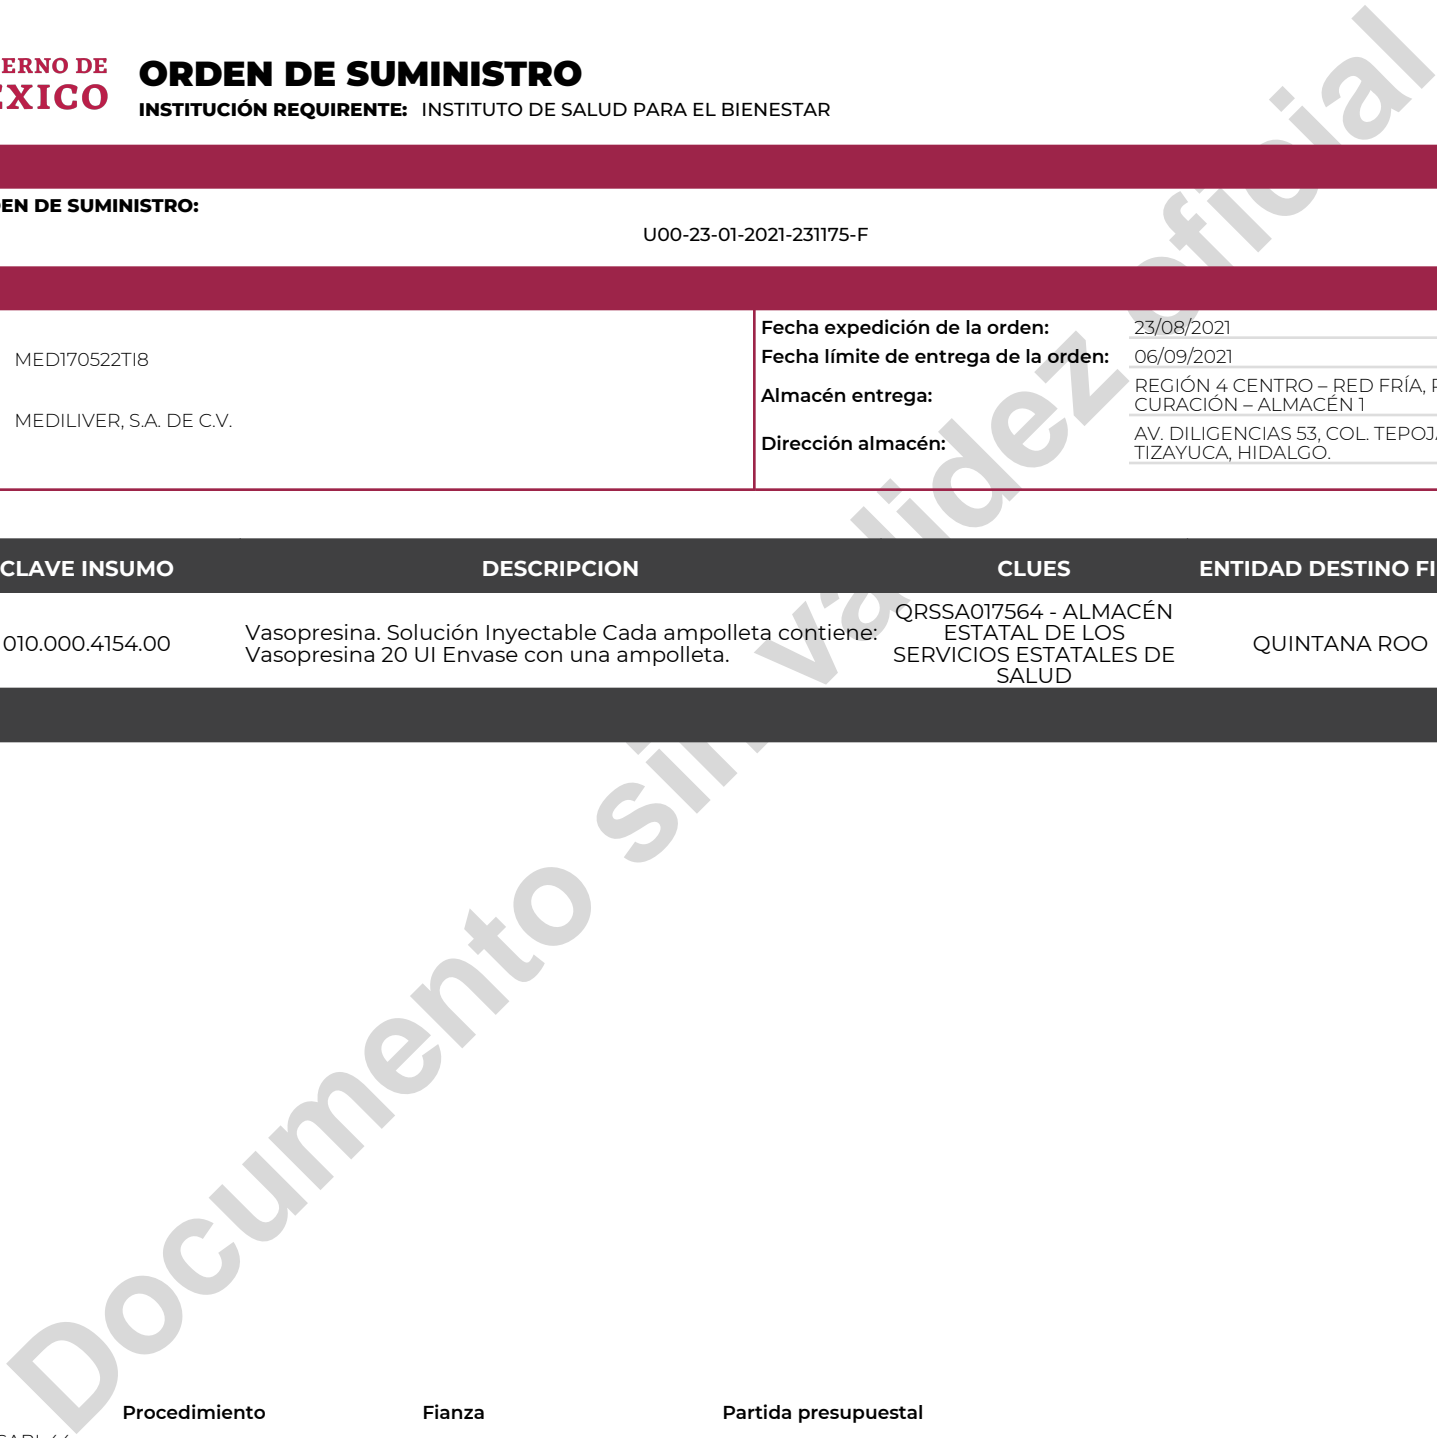 ERNO DE
EXICO
ORDEN DE SUMINISTRO
INSTITUCIÓN REQUIRENTE: INSTITUTO DE SALUD PARA EL BIENESTAR
EN DE SUMINISTRO:
U00-23-01-2021-231175-F
MED170522TI8
MEDILIVER, S.A. DE C.V.
Fecha expedición de la orden: 23/08/2021
Fecha límite de entrega de la orden: 06/09/2021
Almacén entrega:
REGIÓN 4 CENTRO – RED FRÍA,
CURACIÓN – ALMACÉN 1
Dirección almacén:
AV. DILIGENCIAS 53, COL. TEPOJ
TIZAYUCA, HIDALGO.
CLAVE INSUMO DESCRIPCION CLUES ENTIDAD DESTINO FI
010.000.4154.00
Vasopresina. Solución Inyectable Cada ampolleta contiene:
Vasopresina 20 UI Envase con una ampolleta.
QRSSA017564 - ALMACÉN
ESTATAL DE LOS
SERVICIOS ESTATALES DE
SALUD
QUINTANA ROO
Documento sin validez oficial
Procedimiento Fianza Partida presupuestal